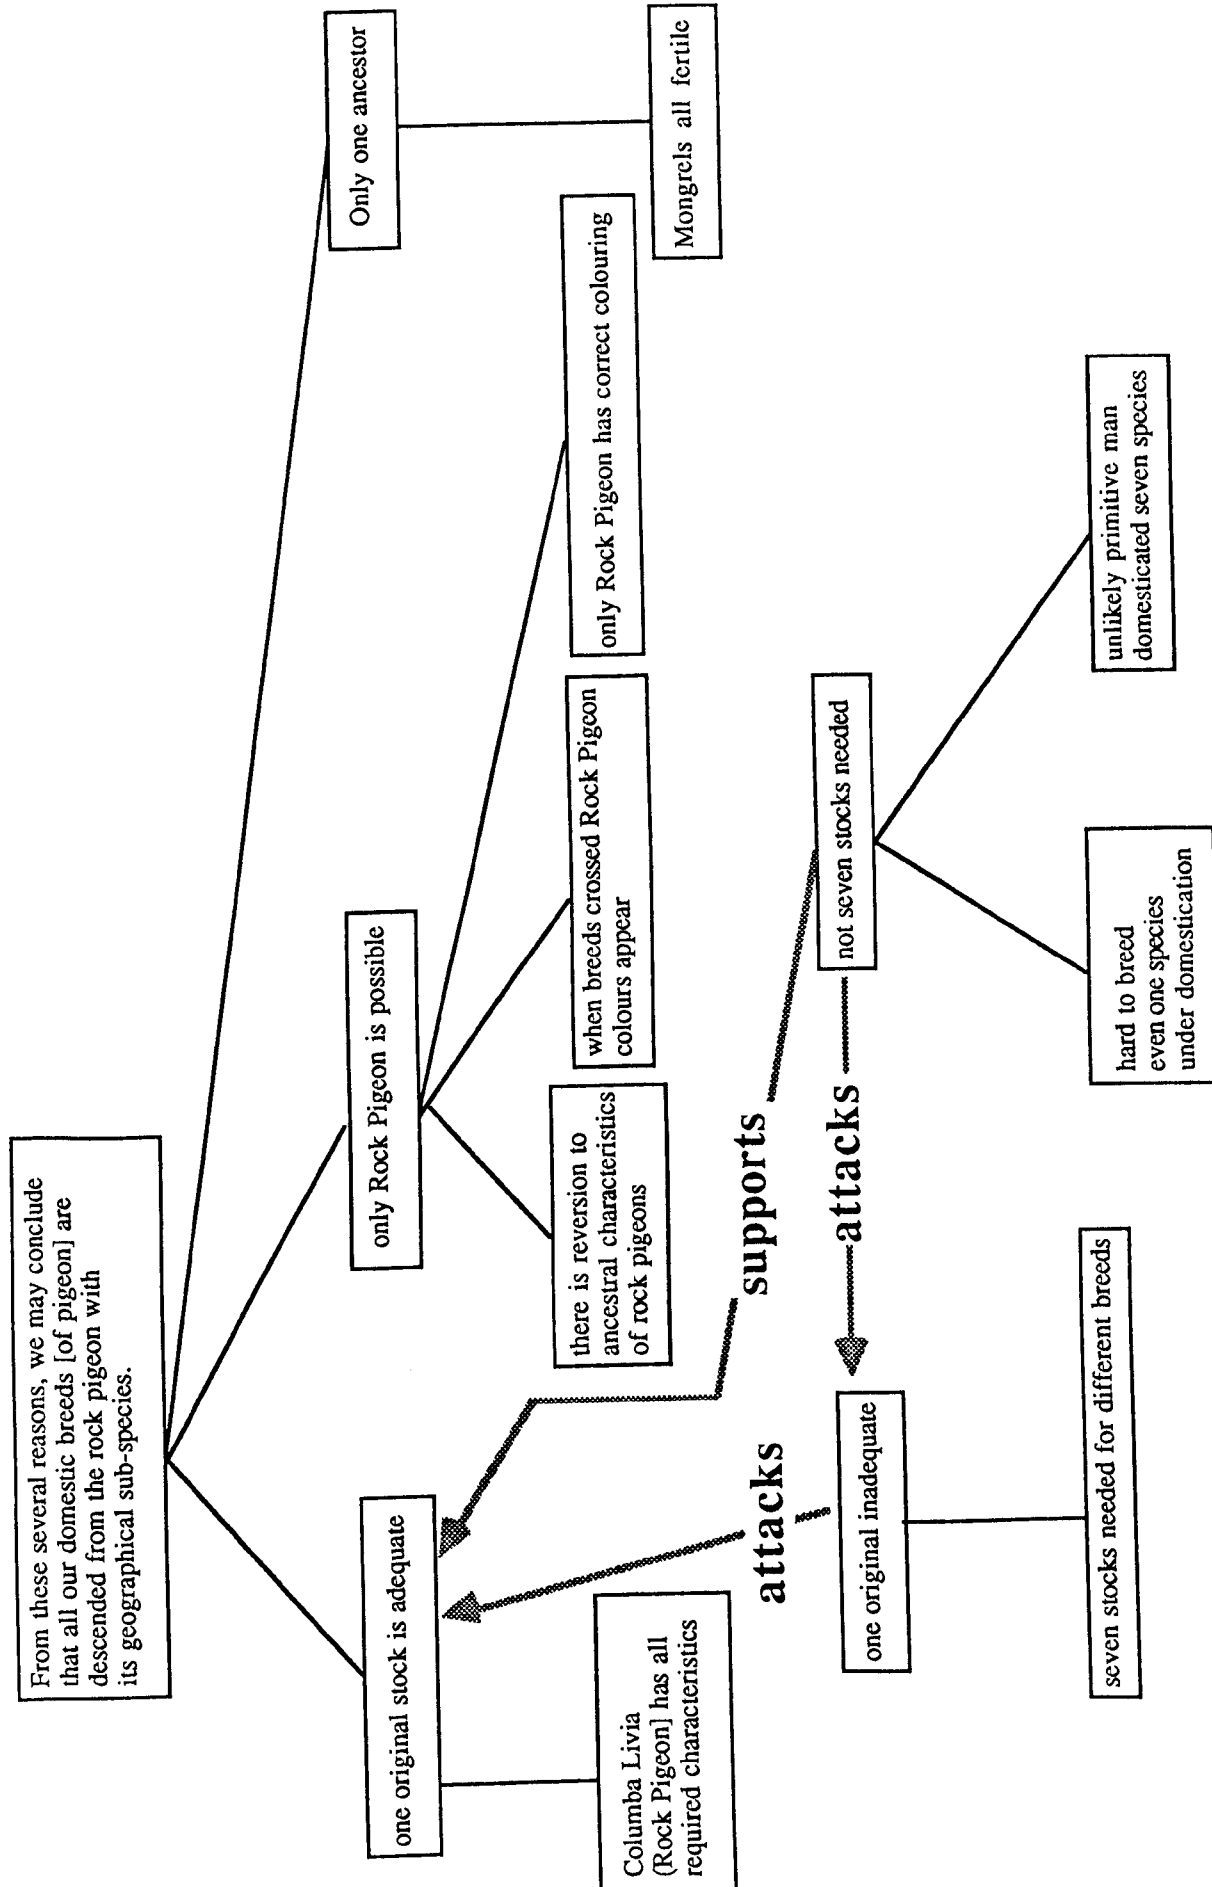 From these several reasons, we may conclude
that all our domestic breeds [of pigeon] are
descended from the rock pigeon with
its geographical sub-species.
one original stock is adequate
only Rock Pigeon is possible
Only one ancestor
Columba Livia
(Rock Pigeon] has all
required characteristics
there is reversion to
ancestral characteristics
of rock pigeons
when breeds crossed Rock Pigeon
colours appear
only Rock Pigeon has correct colouring
Mongrels all fertile
attacks
supports
attacks
one original inadequate
not seven stocks needed
seven stocks needed for different breeds
hard to breed
even one species
under domestication
unlikely primitive man
domesticated seven species